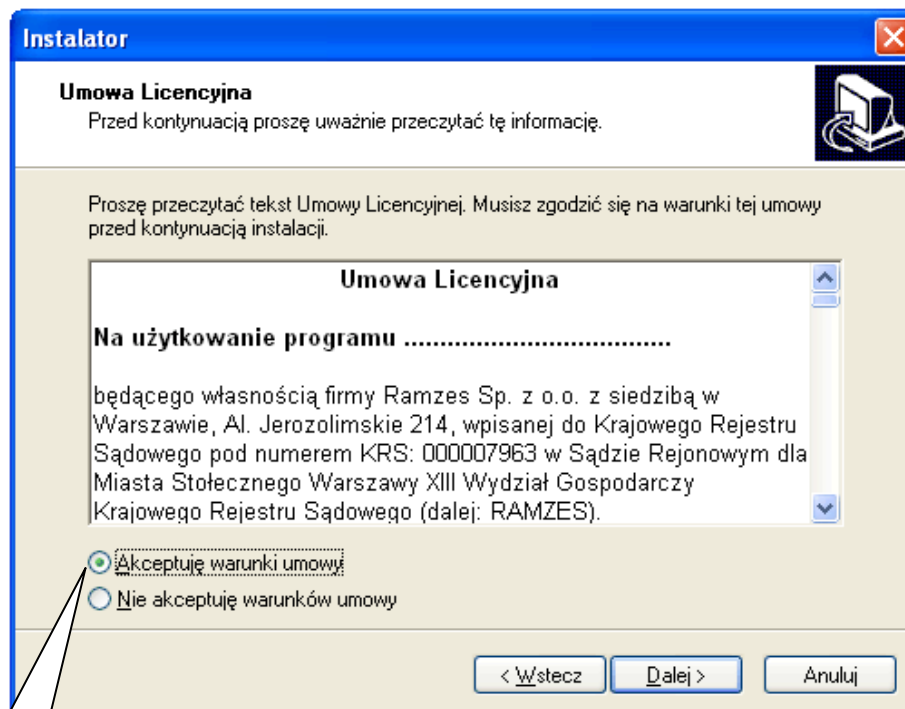 Instalator
Umowa Licencyjna
Przed kontynuacją proszę uważnie przeczytać tę informację.
Proszę przeczytać tekst Umowy Licencyjnej. Musisz zgodzić się na warunki tej umowy
przed kontynuacją instalacji.
Umowa Licencyjna
Na użytkowanie programu .....................................
będącego własnością firmy Ramzes Sp. z o.o. z siedzibą w
Warszawie, Al. Jerozolimskie 214, wpisanej do Krajowego Rejestru
Sądowego pod numerem KRS: 000007963 w Sądzie Rejonowym dla
Miasta Stołecznego Warszawy XIII Wydział Gospodarczy
Krajowego Rejestru Sądowego (dalej: RAMZES).
Akceptuję warunki umowy
Nie akceptuję warunków umowy
< Wstecz
Dalej >
Anuluj